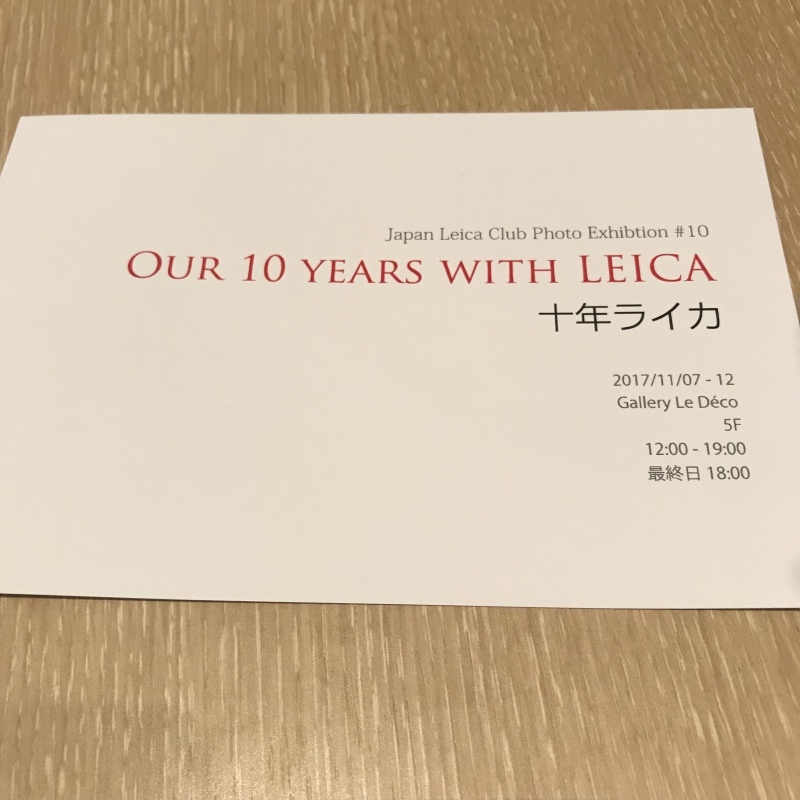 Japan Leica Club Photo Exhibtion #10
OUR 10 YEARS WITH LEICA
十年ライカ
2017/11/07 - 12
Gallery Le Déco
5F
12:00 - 19:00
最終日 18:00